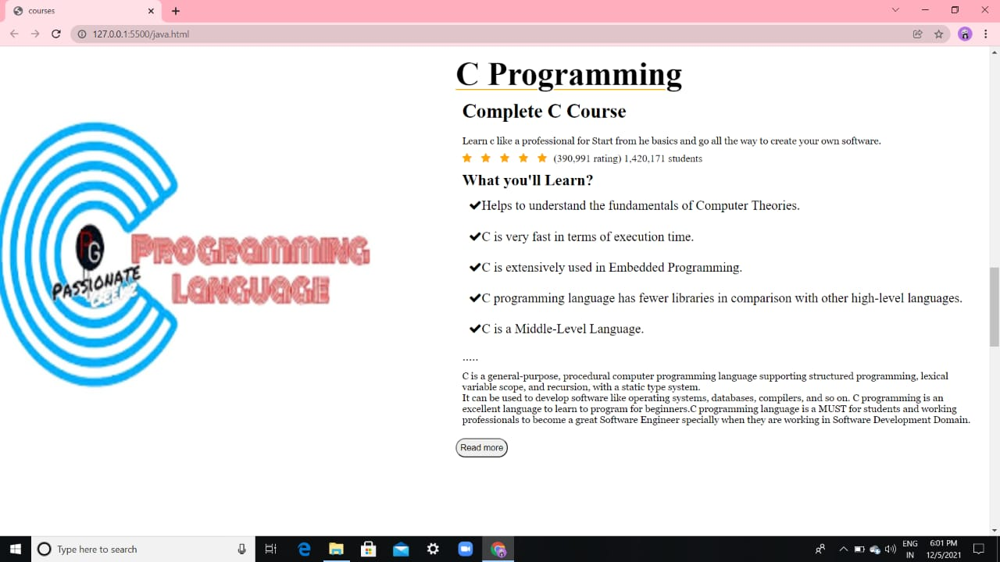 courses
127.0.0.1:5500/java.html
C Programming
Complete C Course
Learn c like a professional for Start from he basics and go all the way to create your own software.
(390,991 rating) 1,420,171 students
What you'll Learn?
Helps to understand the fundamentals of Computer Theories.
C is very fast in terms of execution time.
C is extensively used in Embedded Programming.
C programming language has fewer libraries in comparison with other high-level languages.
C is a Middle-Level Language.
.....
C is a general-purpose, procedural computer programming language supporting structured programming, lexical
variable scope, and recursion, with a static type system.
It can be used to develop software like operating systems, databases, compilers, and so on. C programming is an
excellent language to learn to program for beginners.C programming language is a MUST for students and working
professionals to become a great Software Engineer specially when they are working in Software Development Domain.
Read more
PG
PASSIONATE
GEEKS
Programming
Language
Type here to search
ENG
IN
6:01 PM
12/5/2021